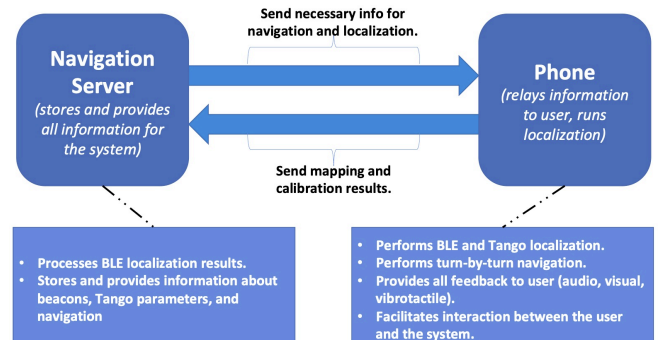 Send necessary info for
navigation and localization.
Navigation
Server
(stores and provides
all information for
the system)
Phone
(relays information
to user, runs
localization)
Send mapping and
calibration results.
• Processes BLE localization results.
• Stores and provides information about
beacons, Tango parameters, and
navigation
• Performs BLE and Tango localization.
• Performs turn-by-turn navigation.
• Provides all feedback to user (audio, visual,
vibrotactile).
• Facilitates interaction between the user
and the system.